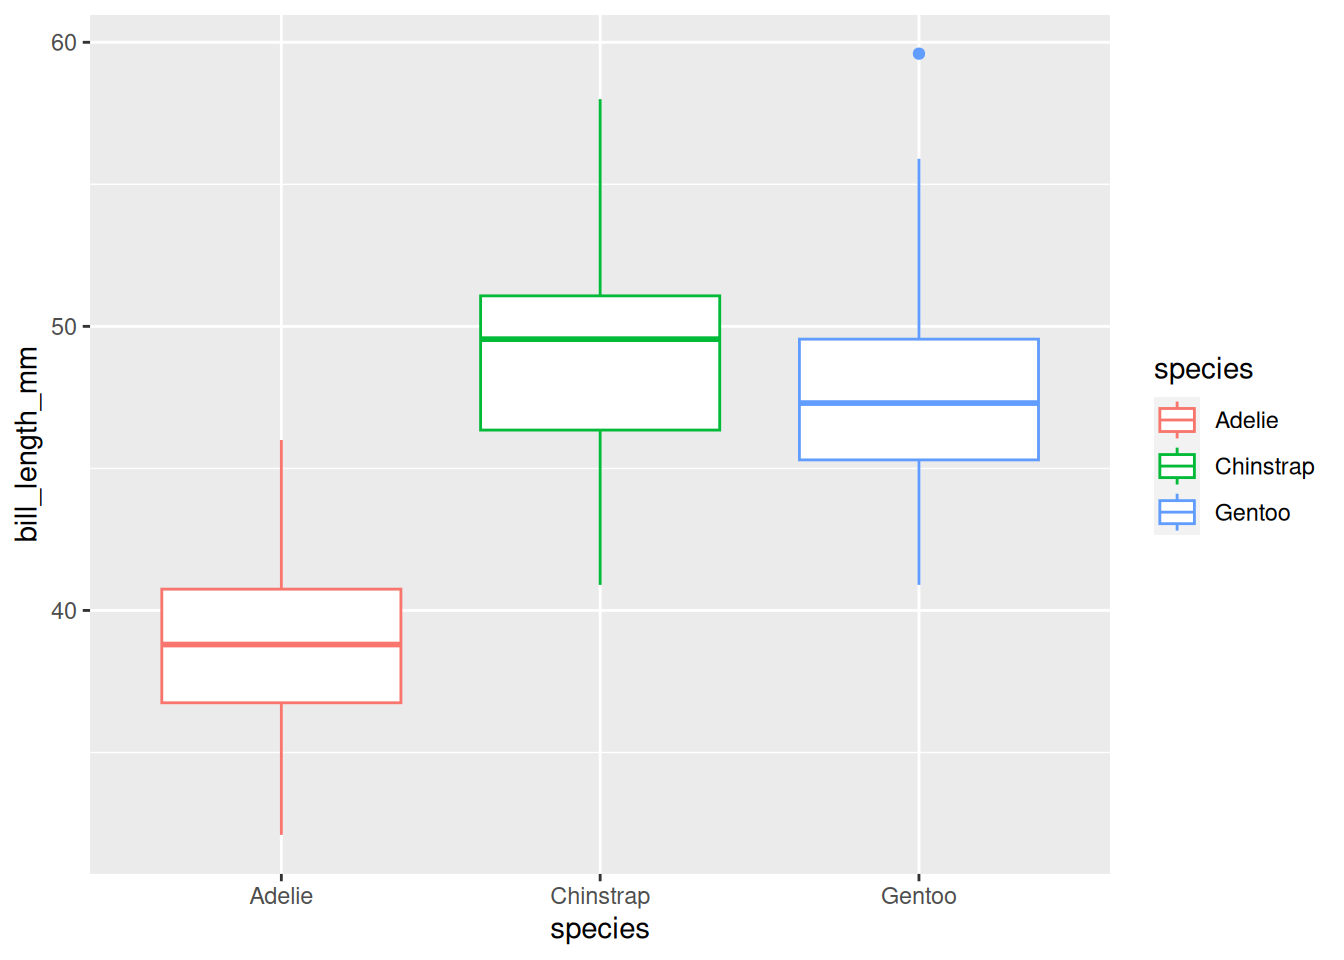 60
50
40
bill_length_mm
Adelie
Chinstrap
Gentoo
species
species
Adelie
Chinstrap
Gentoo